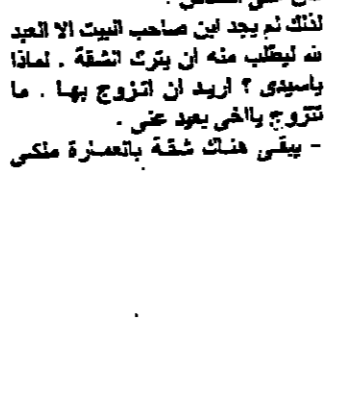 لذلك لم يجد ابن صاحب البيت الا العبد
لله ليطلب منه ان يترك الشقة . لماذا
ياسيدى ؟ اريد ان اتزوج بها . ما
تتزوج يااخى بعيد عنى .
- يبقى هناك شقة بالعمارة ملكى